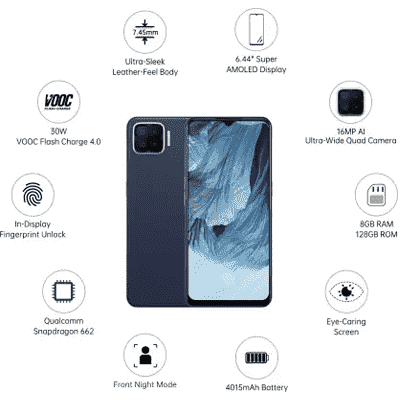 7.45mm
Ultra-Sleek
Leather-Feel Body
6.44" Super
AMOLED Display
VOOC
FLASH CHARGE
30W
VOOC Flash Charge 4.0
16MP AI
Ultra-Wide Quad Camera
In-Display
Fingerprint Unlock
8GB RAM
128GB ROM
Qualcomm
Snapdragon 662
Eye-Caring
Screen
Front Night Mode
4015mAh Battery